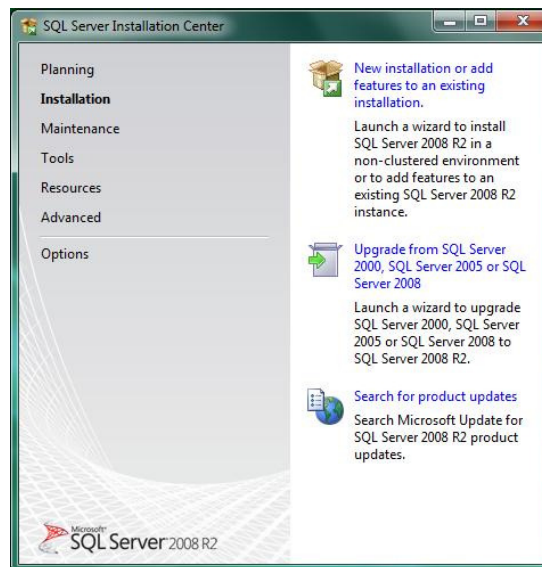 SQL Server Installation Center
Planning
Installation
Maintenance
Tools
Resources
Advanced
Options
New installation or add
features to an existing
installation.
Launch a wizard to install
SQL Server 2008 R2 in a
non-clustered environment
or to add features to an
existing SQL Server 2008 R2
instance.
Upgrade from SQL Server
2000, SQL Server 2005 or SQL
Server 2008
Launch a wizard to upgrade
SQL Server 2000, SQL Server
2005 or SQL Server 2008 to
SQL Server 2008 R2.
Search for product updates
Search Microsoft Update for
SQL Server 2008 R2 product
updates.
Microsoft
SQL Server 2008 R2